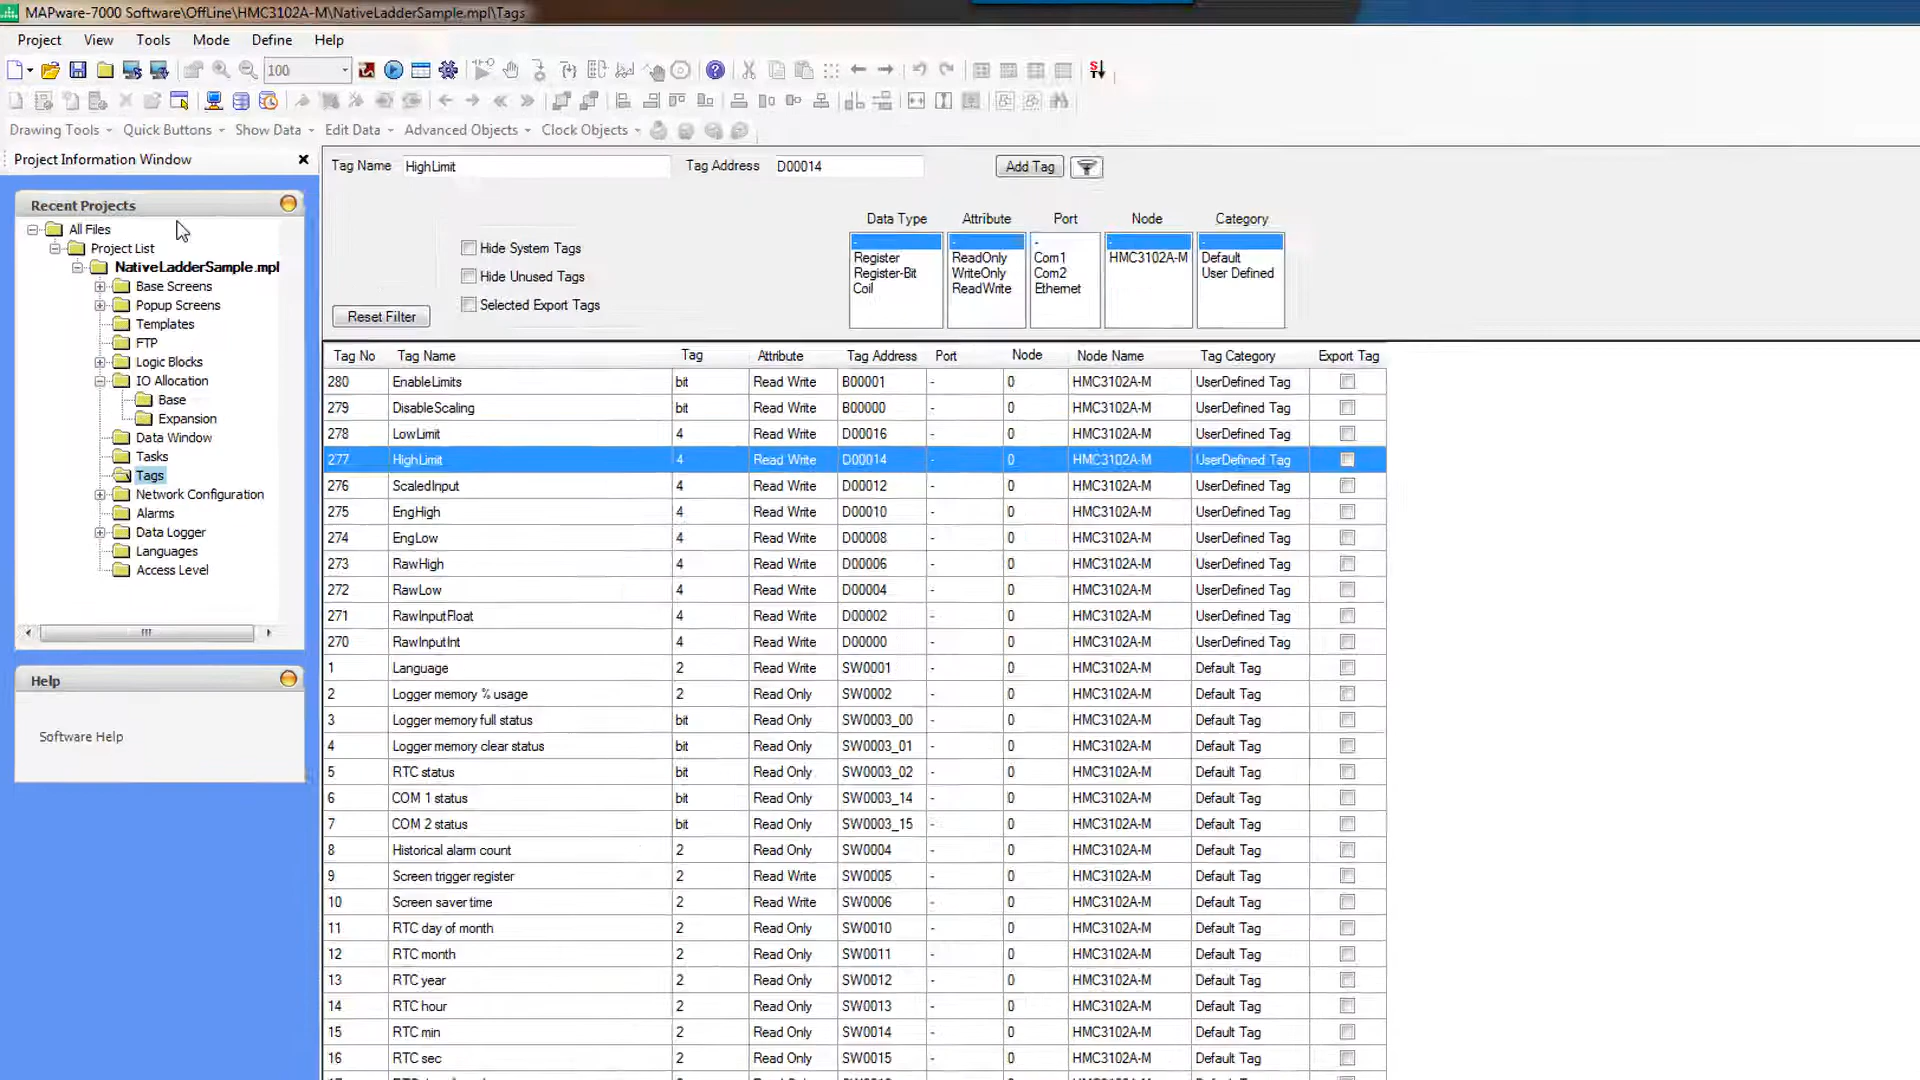 MAPware-7000 Software\OffLine\HMC3102A-M\NativeLadderSample.mpl\Tags
Project View Tools Mode Define Help
100
Drawing Tools Quick Buttons Show Data Edit Data Advanced Objects Clock Objects
Project Information Window
Recent Projects
All Files
Project List
NativeLadderSample.mpl
Base Screens
Popup Screens
Templates
FTP
Logic Blocks
IO Allocation
Base
Expansion
Data Window
Tasks
Tags
Network Configuration
Alarms
Data Logger
Languages
Access Level
Help
Software Help
Tag Name HighLimit Tag Address D00014 Add Tag
Hide System Tags
Hide Unused Tags
Selected Export Tags
Reset Filter
Data Type Attribute Port Node Category
- - - - -
Register ReadOnly Com1 HMC3102A-M Default
Register-Bit WriteOnly Com2 User Defined
Coil ReadWrite Ethernet
Tag No Tag Name Tag Attribute Tag Address Port Node Node Name Tag Category Export Tag
280 EnableLimits bit Read Write B00001 - 0 HMC3102A-M UserDefined Tag
279 DisableScaling bit Read Write B00000 - 0 HMC3102A-M UserDefined Tag
278 LowLimit 4 Read Write D00016 - 0 HMC3102A-M UserDefined Tag
277 HighLimit 4 Read Write D00014 - 0 HMC3102A-M UserDefined Tag
276 ScaledInput 4 Read Write D00012 - 0 HMC3102A-M UserDefined Tag
275 EngHigh 4 Read Write D00010 - 0 HMC3102A-M UserDefined Tag
274 EngLow 4 Read Write D00008 - 0 HMC3102A-M UserDefined Tag
273 RawHigh 4 Read Write D00006 - 0 HMC3102A-M UserDefined Tag
272 RawLow 4 Read Write D00004 - 0 HMC3102A-M UserDefined Tag
271 RawInputFloat 4 Read Write D00002 - 0 HMC3102A-M UserDefined Tag
270 RawInputInt 4 Read Write D00000 - 0 HMC3102A-M UserDefined Tag
1 Language 2 Read Write SW0001 - 0 HMC3102A-M Default Tag
2 Logger memory % usage 2 Read Only SW0002 - 0 HMC3102A-M Default Tag
3 Logger memory full status bit Read Only SW0003_00 - 0 HMC3102A-M Default Tag
4 Logger memory clear status bit Read Only SW0003_01 - 0 HMC3102A-M Default Tag
5 RTC status bit Read Only SW0003_02 - 0 HMC3102A-M Default Tag
6 COM 1 status bit Read Only SW0003_14 - 0 HMC3102A-M Default Tag
7 COM 2 status bit Read Only SW0003_15 - 0 HMC3102A-M Default Tag
8 Historical alarm count 2 Read Only SW0004 - 0 HMC3102A-M Default Tag
9 Screen trigger register 2 Read Write SW0005 - 0 HMC3102A-M Default Tag
10 Screen saver time 2 Read Write SW0006 - 0 HMC3102A-M Default Tag
11 RTC day of month 2 Read Only SW0010 - 0 HMC3102A-M Default Tag
12 RTC month 2 Read Only SW0011 - 0 HMC3102A-M Default Tag
13 RTC year 2 Read Only SW0012 - 0 HMC3102A-M Default Tag
14 RTC hour 2 Read Only SW0013 - 0 HMC3102A-M Default Tag
15 RTC min 2 Read Only SW0014 - 0 HMC3102A-M Default Tag
16 RTC sec 2 Read Only SW0015 - 0 HMC3102A-M Default Tag